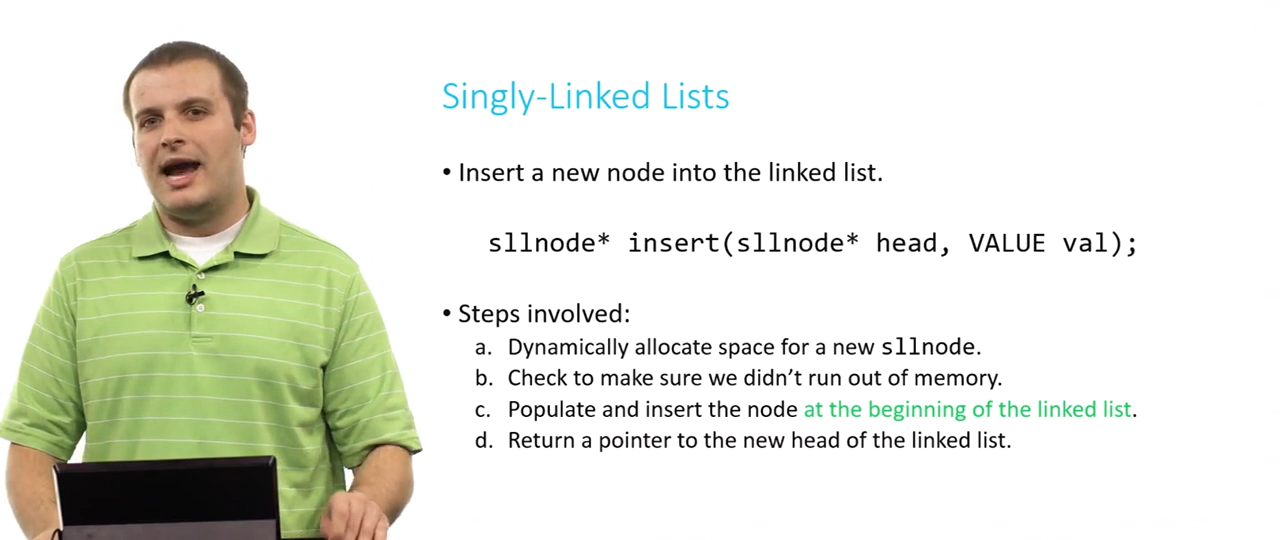 Singly-Linked Lists
• Insert a new node into the linked list.
sllnode* insert(sllnode* head, VALUE val);
• Steps involved:
a. Dynamically allocate space for a new sllnode.
b. Check to make sure we didn’t run out of memory.
c. Populate and insert the node at the beginning of the linked list.
d. Return a pointer to the new head of the linked list.